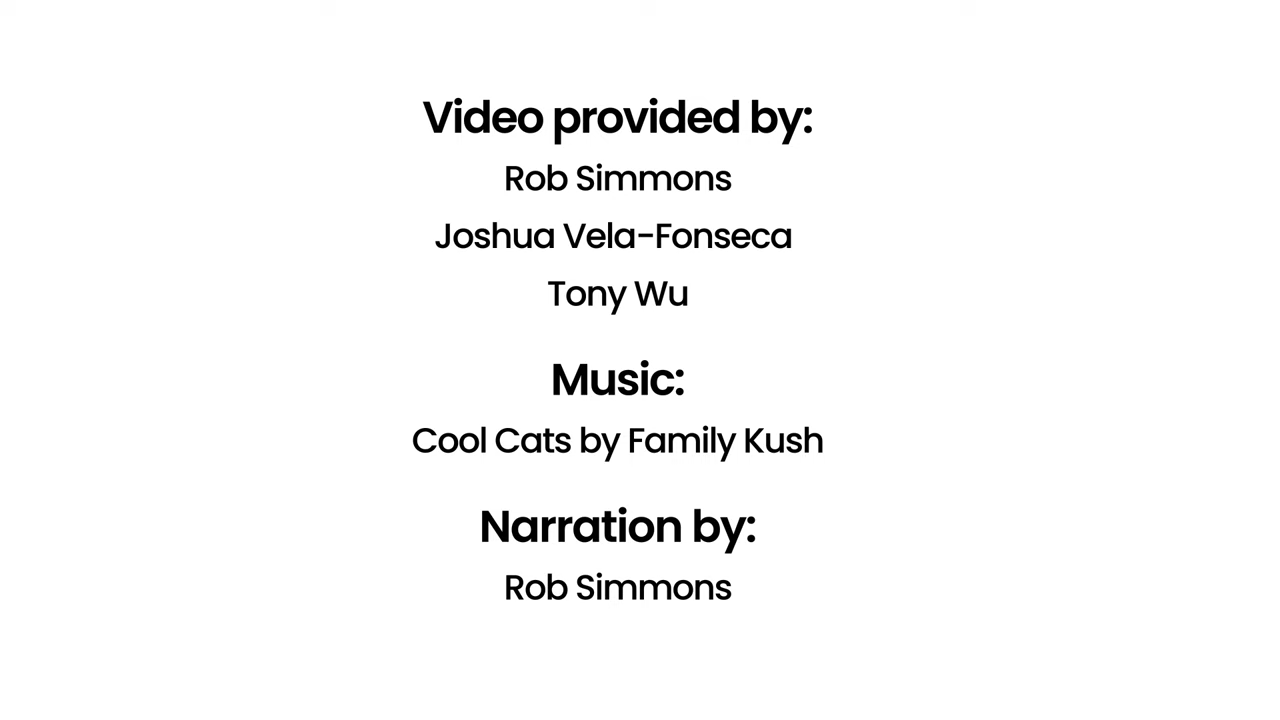 Video provided by:
Rob Simmons
Joshua Vela-Fonseca
Tony Wu
Music:
Cool Cats by Family Kush
Narration by:
Rob Simmons